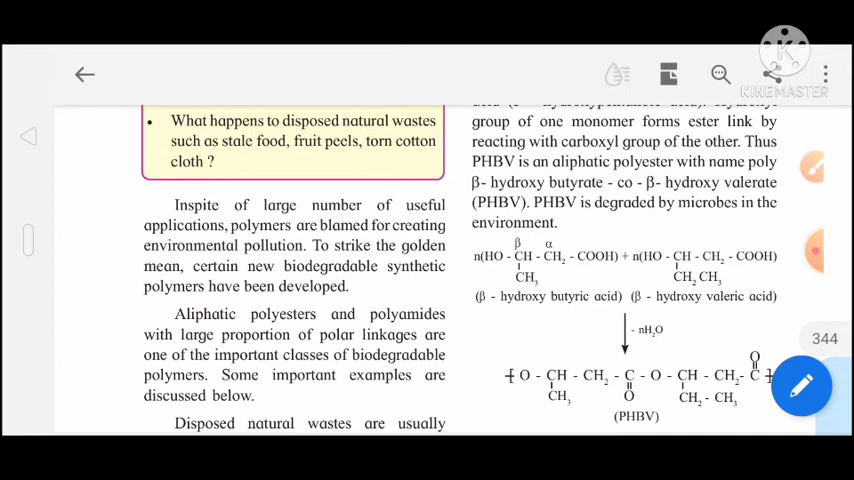 KINEMASTER
• What happens to disposed natural wastes
such as stale food, fruit peels, torn cotton
cloth ?
Inspite of large number of useful
applications, polymers are blamed for creating
environmental pollution. To strike the golden
mean, certain new biodegradable synthetic
polymers have been developed.
Aliphatic polyesters and polyamides
with large proportion of polar linkages are
one of the important classes of biodegradable
polymers. Some important examples are
discussed below.
Disposed natural wastes are usually
group of one monomer forms ester link by
reacting with carboxyl group of the other. Thus
PHBV is an aliphatic polyester with name poly
β- hydroxy butyrate - co - β- hydroxy valerate
(PHBV). PHBV is degraded by microbes in the
environment.
β α
n(HO - CH - CH₂ - COOH) + n(HO - CH - CH₂ - COOH)
CH₃ CH₂ CH₃
(β - hydroxy butyric acid) (β - hydroxy valeric acid)
- nH₂O
O
[ O - CH - CH₂ - C - O - CH - CH₂ - C ]
CH₃ O CH₂ - CH₃
(PHBV)
344